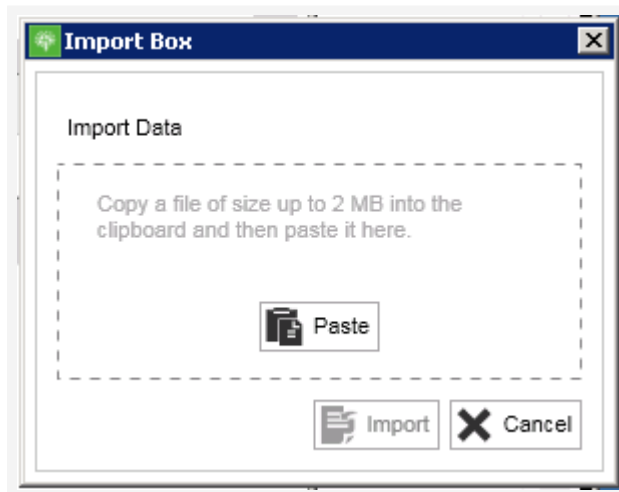 Import Box
Import Data
Copy a file of size up to 2 MB into the
clipboard and then paste it here.
Paste
Import
Cancel